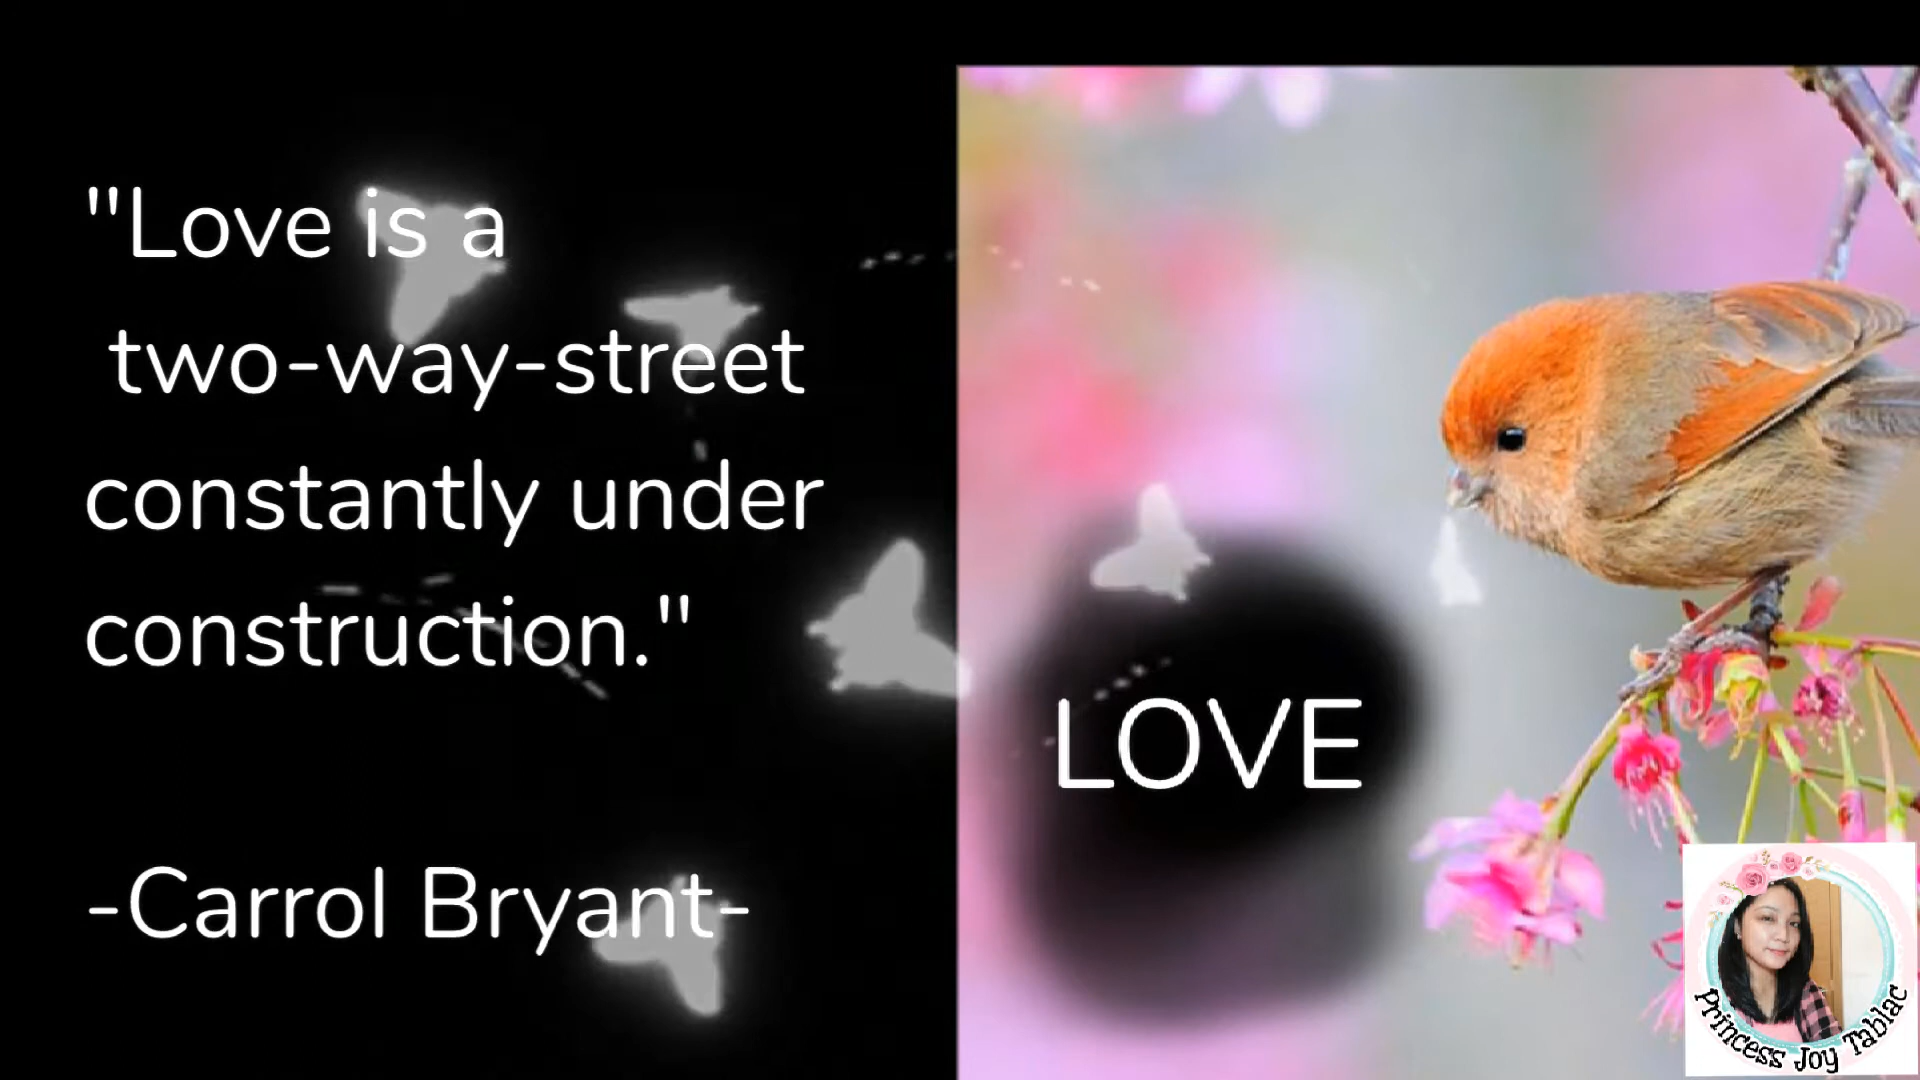 "Love is a
two-way-street
constantly under
construction."
-Carrol Bryant-
LOVE
Princess Joy Tablac